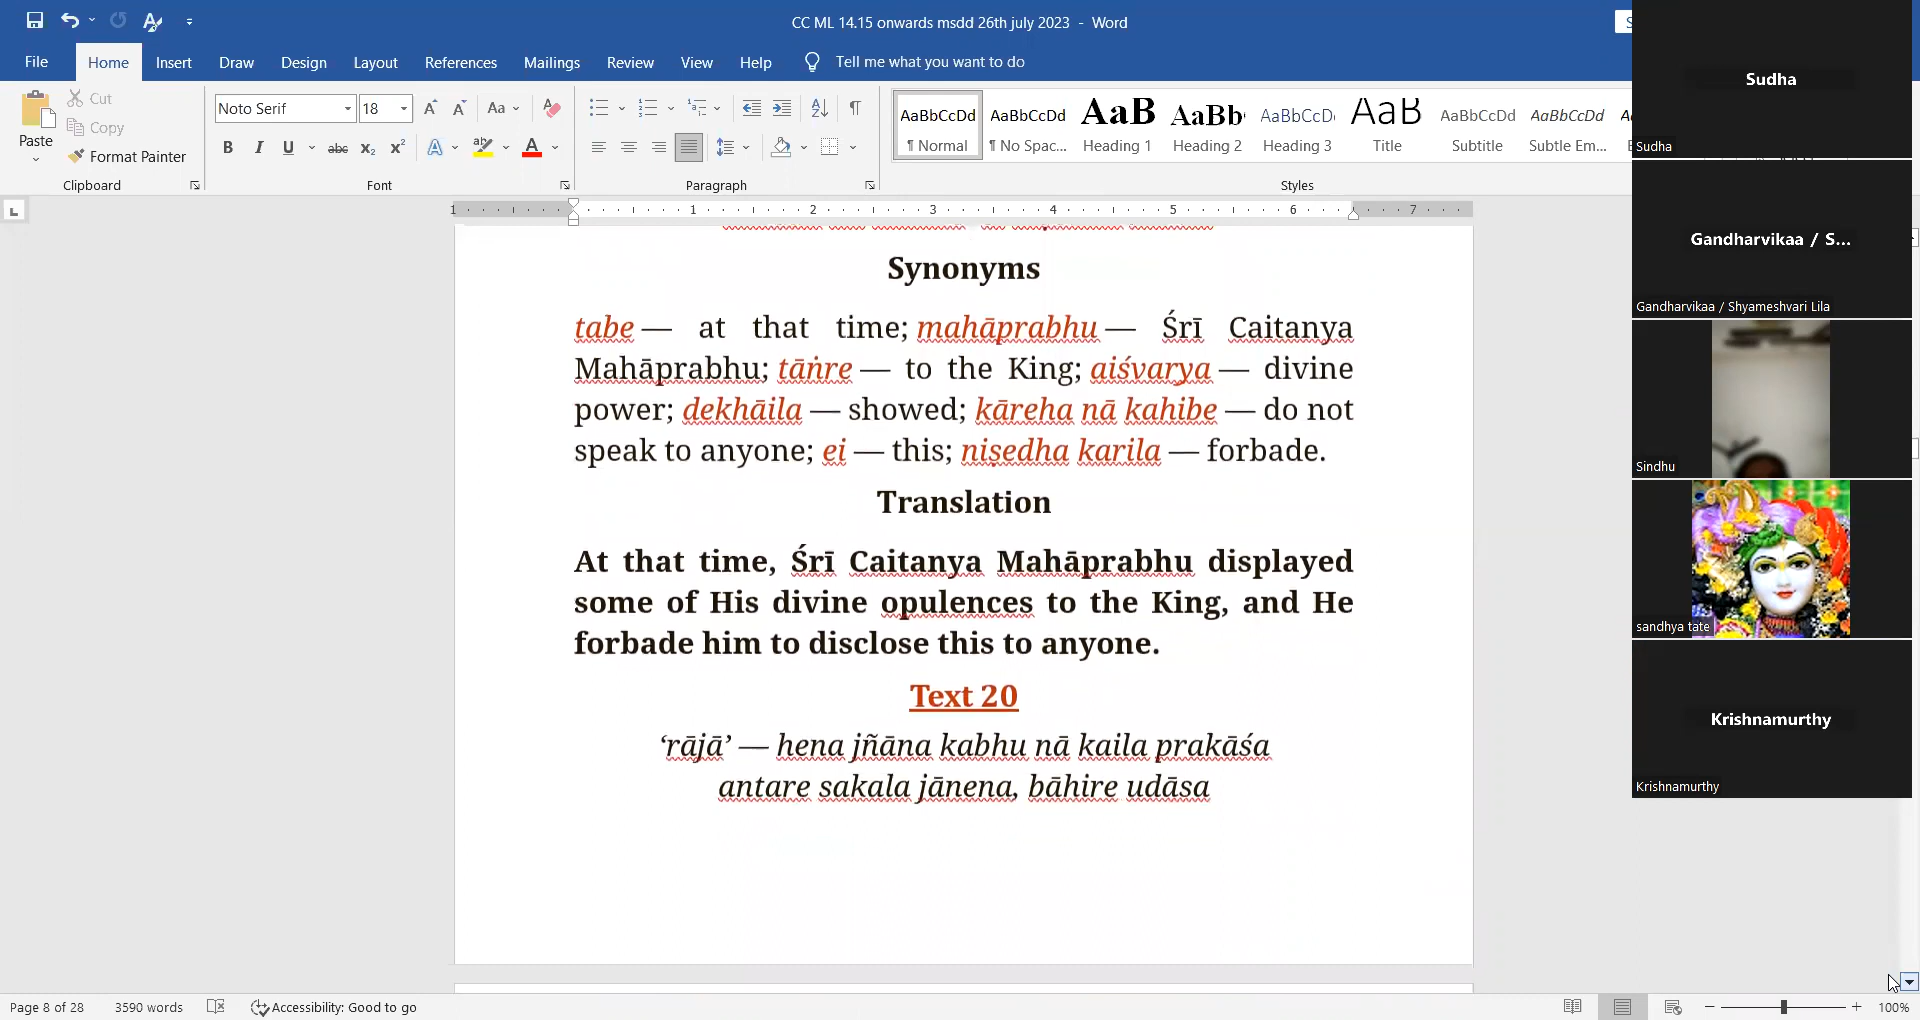 CC ML 14.15 onwards msdd 26th july 2023 - Word
File Home Insert Draw Design Layout References Mailings Review View Help Tell me what you want to do
Paste
Cut
Copy
Format Painter
Clipboard
Noto Serif 18
Font
Paragraph
AaBbCcDd AaBbCcDd AaB AaBb AaBbCcD AaB AaBbCcDd AaBbCcDd
¶ Normal ¶ No Spac... Heading 1 Heading 2 Heading 3 Title Subtitle Subtle Em...
Styles
1 1 2 3 4 5 6 7
Synonyms
tabe — at that time; mahāprabhu — Śrī Caitanya
Mahāprabhu; tāṅre — to the King; aiśvarya — divine
power; dekhāila — showed; kāreha nā kahibe — do not
speak to anyone; ei — this; niṣedha karila — forbade.
Translation
At that time, Śrī Caitanya Mahāprabhu displayed
some of His divine opulences to the King, and He
forbade him to disclose this to anyone.
Text 20
‘rājā’ — hena jñāna kabhu nā kaila prakāśa
antare sakala jānena, bāhire udāsa
Sudha
Sudha
Gandharvikaa / S...
Gandharvikaa / Shyameshvari Lila
Sindhu
sandhya tate
Krishnamurthy
Krishnamurthy
Page 8 of 28 3590 words Accessibility: Good to go 100%